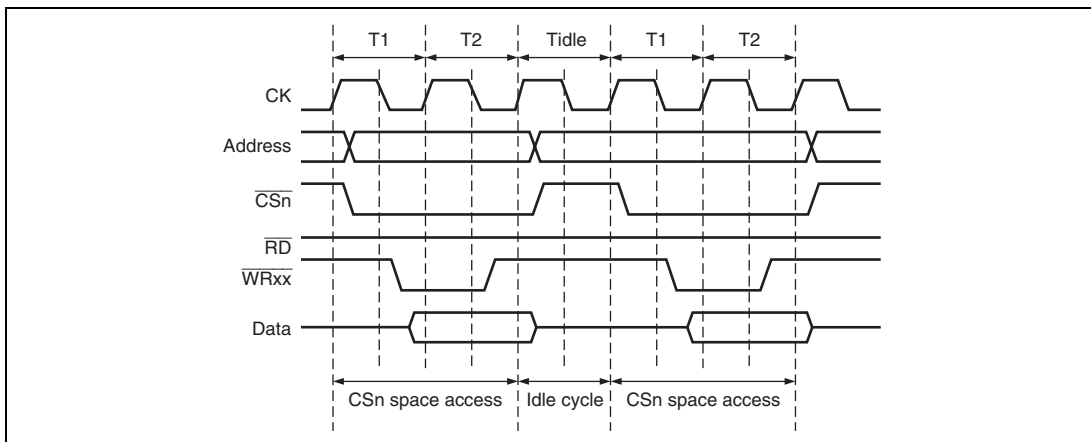 T1 T2 Tidle T1 T2
CK
Address
CSn
RD
WRxx
Data
CSn space access Idle cycle CSn space access